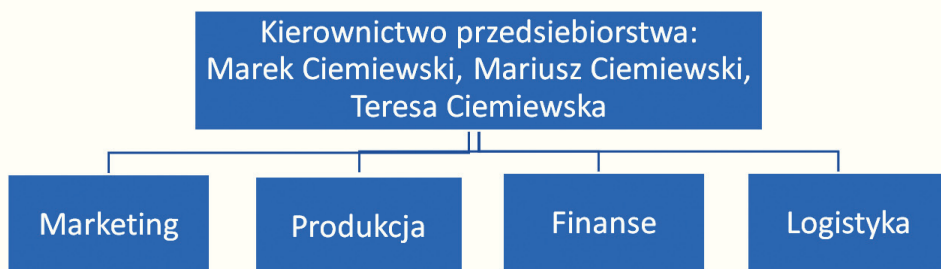 Kierownictwo przedsiebiorstwa:
Marek Ciemiewski, Mariusz Ciemiewski,
Teresa Ciemiewska
Marketing
Produkcja
Finanse
Logistyka